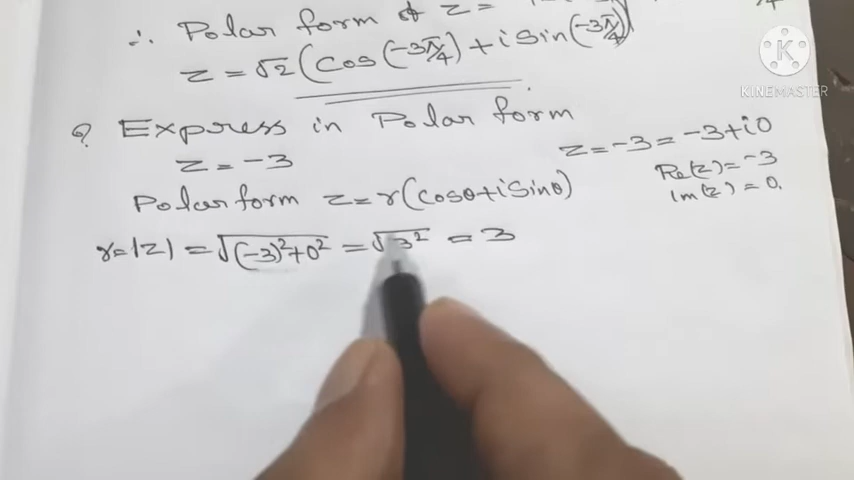 ∴ Polar form of z =
z = √2 (cos(-3π/4) + i sin(-3π/4))
KINEMASTER
? Express in Polar form
z = -3
z = -3 = -3+i0
Re(z) = -3
Im(z) = 0.
Polar form z = r(cosθ+i sinθ)
r=|z| = √(-3)²+0² = √3² = 3